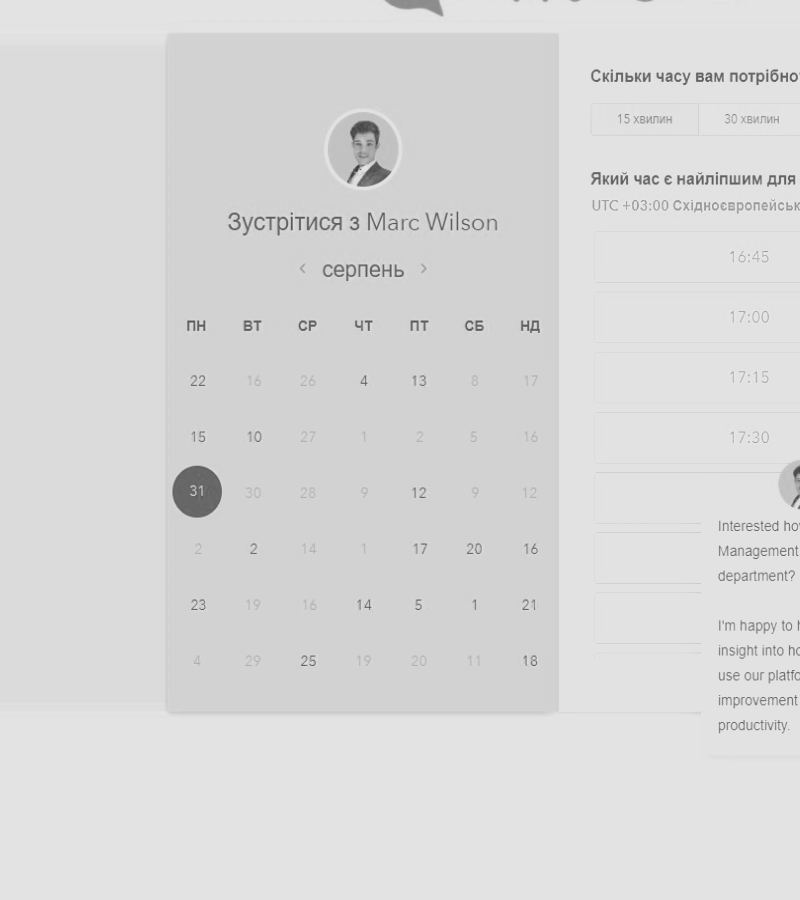 Зустрітися з Marc Wilson
‹ серпень ›
ПН ВТ СР ЧТ ПТ СБ НД
22 16 26 4 13 8 17
15 10 27 1 2 5 16
31 30 28 9 12 9 12
2 2 14 1 17 20 16
23 19 16 14 5 1 21
4 29 25 19 20 11 18
Скільки часу вам потрібно
15 хвилин 30 хвилин
Який час є найліпшим для
UTC +03:00
16:45
17:00
17:15
17:30
Interested
Management
department?
I'm happy to
insight into
use our
improvement
productivity.